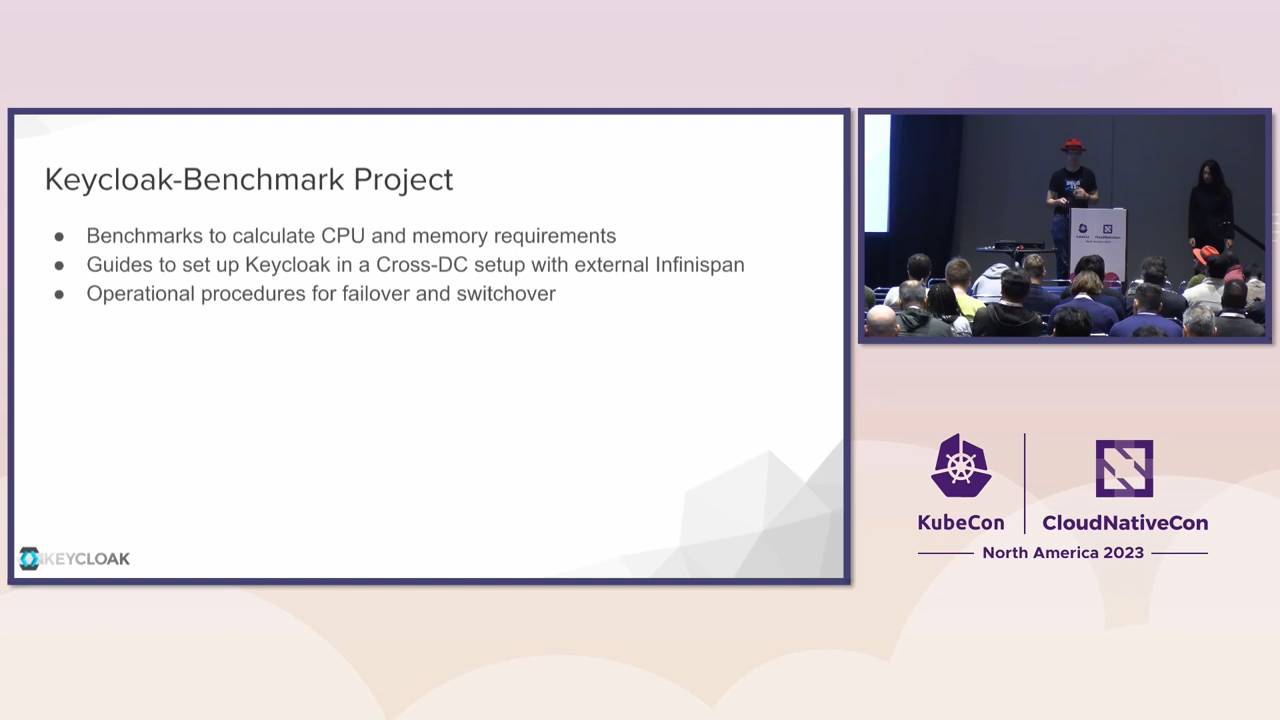 Keycloak-Benchmark Project
● Benchmarks to calculate CPU and memory requirements
● Guides to set up Keycloak in a Cross-DC setup with external Infinispan
● Operational procedures for failover and switchover
KEYCLOAK
KubeCon
CloudNativeCon
North America 2023